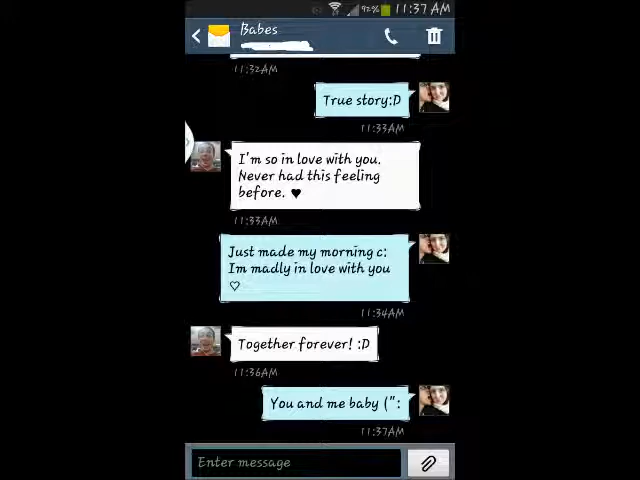 92% 11:37 AM
Babes
11:32AM
True story:D
11:33AM
I'm so in love with you.
Never had this feeling
before. ♥
11:33AM
Just made my morning c:
Im madly in love with you
♡
11:34AM
Together forever! :D
11:36AM
You and me baby (":
11:37AM
Enter message